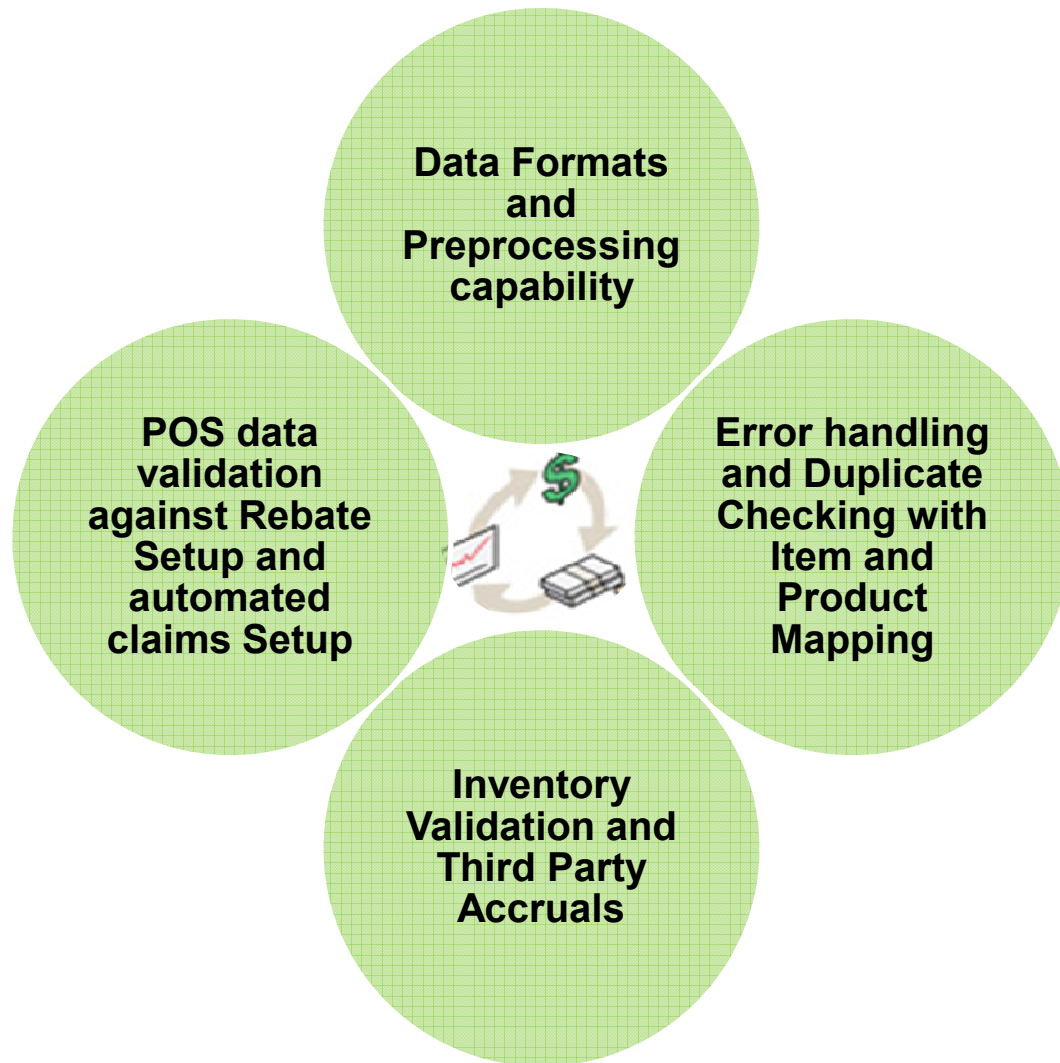 Data Formats
and
Preprocessing
capability
POS data
validation
against Rebate
Setup and
automated
claims Setup
Error handling
and Duplicate
Checking with
Item and
Product
Mapping
Inventory
Validation and
Third Party
Accruals
$